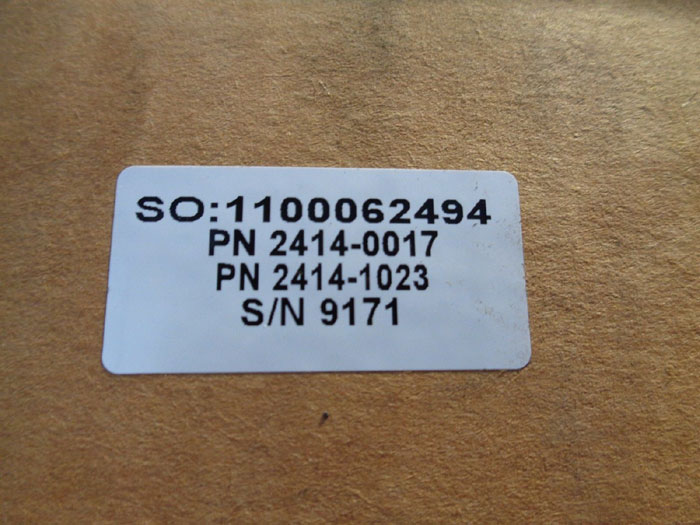 SO:1100062494
PN 2414-0017
PN 2414-1023
S/N 9171